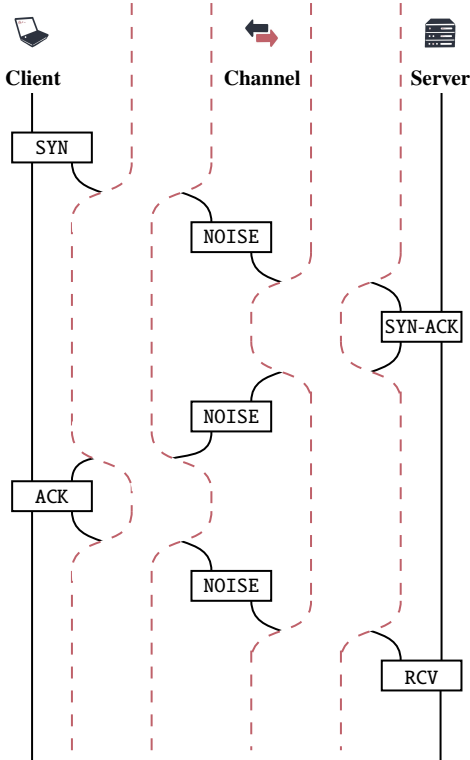 Client
Channel
Server
SYN
NOISE
SYN-ACK
NOISE
ACK
NOISE
RCV